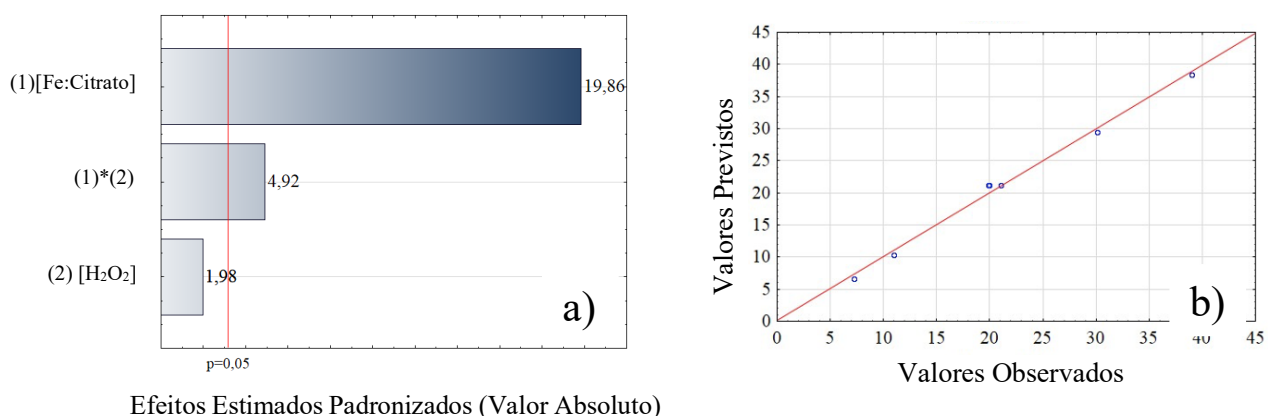 (1)[Fe:Citrato]
19,86
(1)*(2)
4,92
(2) [H₂O₂]
1,98
a)
p=0,05
Efeitos Estimados Padronizados (Valor Absoluto)
Valores Previstos
45
40
35
30
25
20
15
10
5
0
0 5 10 15 20 25 30 35 40 45
b)
Valores Observados